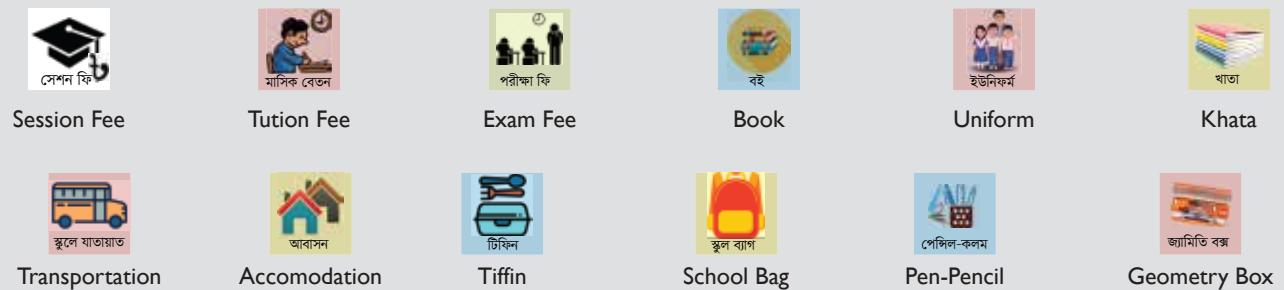 সেশন ফি মাসিক বেতন পরীক্ষা ফি বই ইউনিফর্ম খাতা
Session Fee Tution Fee Exam Fee Book Uniform Khata
স্কুলে যাতায়াত আবাসন টিফিন স্কুল ব্যাগ পেন্সিল-কলম জ্যামিতি বক্স
Transportation Accomodation Tiffin School Bag Pen-Pencil Geometry Box